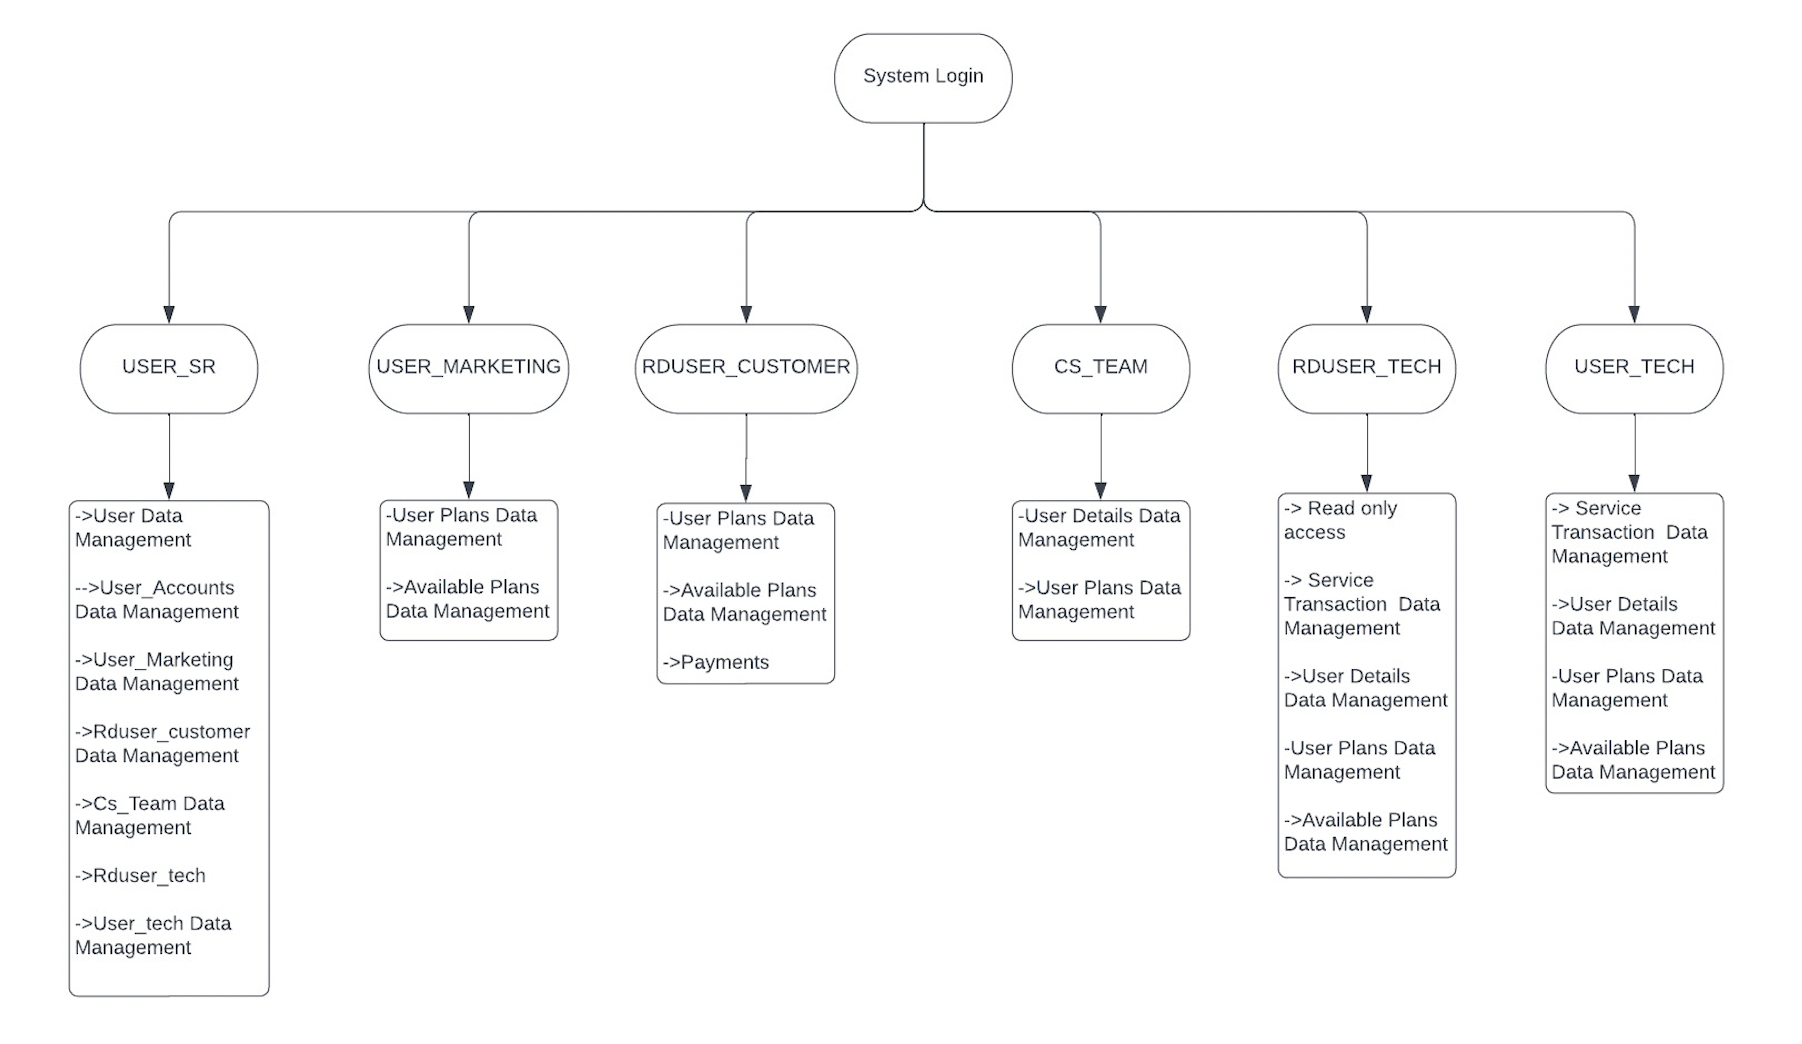 System Login
USER_SR
USER_MARKETING
RDUSER_CUSTOMER
CS_TEAM
RDUSER_TECH
USER_TECH
->User Data
Management
-->User_Accounts
Data Management
->User_Marketing
Data Management
->Rduser_customer
Data Management
->Cs_Team Data
Management
->Rduser_tech
->User_tech Data
Management
-User Plans Data
Management
->Available Plans
Data Management
-User Plans Data
Management
->Available Plans
Data Management
->Payments
-User Details Data
Management
->User Plans Data
Management
-> Read only
access
-> Service
Transaction  Data
Management
->User Details
Data Management
-User Plans Data
Management
->Available Plans
Data Management
-> Service
Transaction  Data
Management
->User Details
Data Management
-User Plans Data
Management
->Available Plans
Data Management